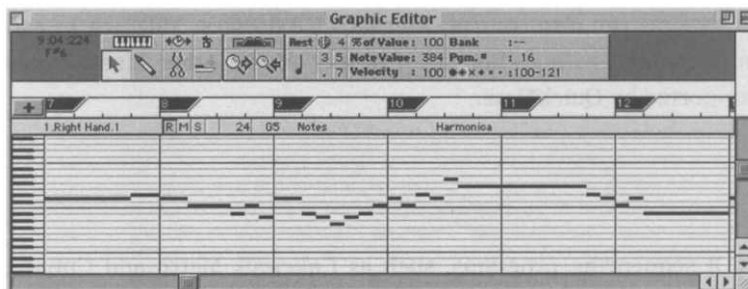 Graphic Editor
9:04:224 Rest 4 % of Value: 100 Bank :--
F#6 3 5 Note Value: 384 Pgm. # : 16
. 7 Velocity : 100 :100-121
7 8 9 10 11 12
1.Right Hand.1 R M S 24 G5 Notes Harmonica